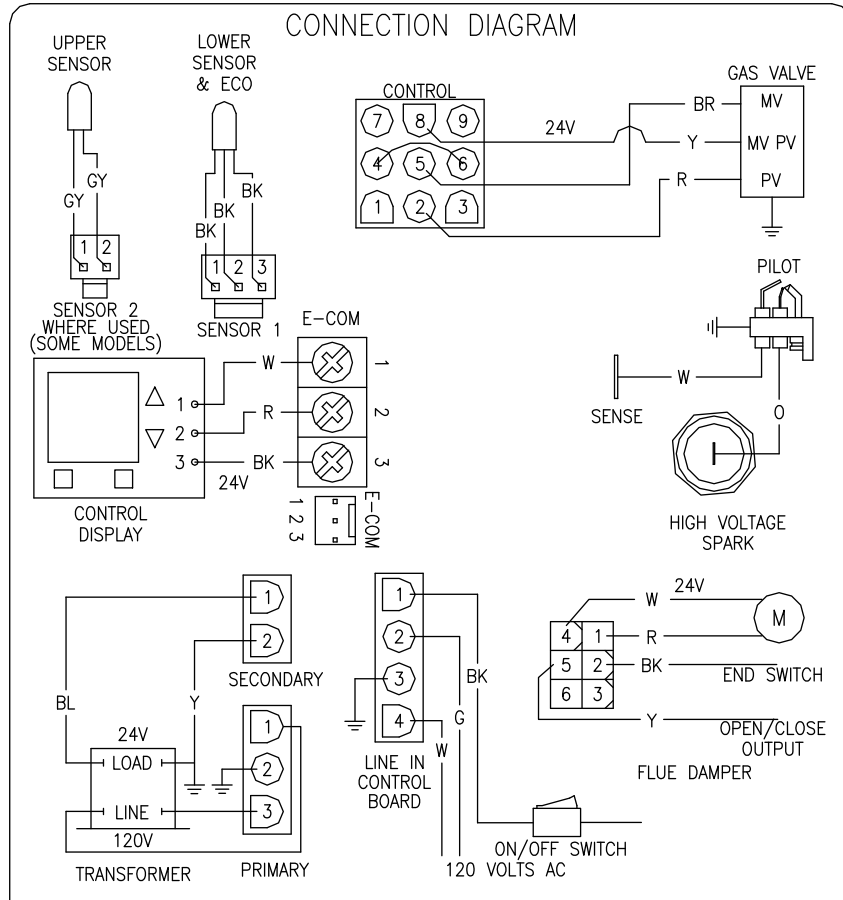 CONNECTION DIAGRAM
UPPER
SENSOR
GY
GY
1 2
SENSOR 2
WHERE USED
(SOME MODELS)
LOWER
SENSOR
& ECO
BK
BK
BK
1 2 3
SENSOR 1
CONTROL
7 8 9
4 5 6
1 2 3
24V
BR
Y
R
GAS VALVE
MV
MV PV
PV
PILOT
W
O
SENSE
HIGH VOLTAGE
SPARK
E-COM
1
2
3
W
R
BK
1
2
3
24V
CONTROL
DISPLAY
E-COM
1 2 3
1
2
SECONDARY
BL
Y
24V
LOAD
LINE
120V
TRANSFORMER
1
2
3
PRIMARY
1
2
3
4
LINE IN
CONTROL
BOARD
BK
G
W
ON/OFF SWITCH
120 VOLTS AC
W
24V
M
4 1
R
5 2
BK
END SWITCH
6 3
Y
OPEN/CLOSE
OUTPUT
FLUE DAMPER